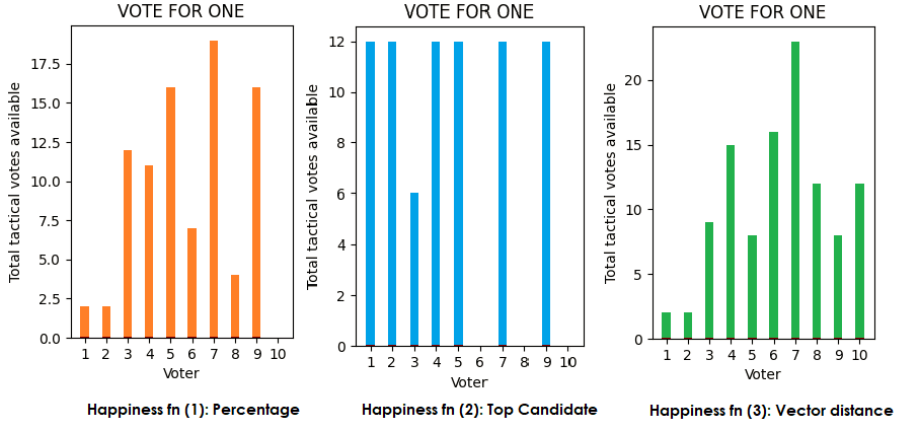 VOTE FOR ONE
Total tactical votes available
17.5
15.0
12.5
10.0
7.5
5.0
2.5
0.0
1 2 3 4 5 6 7 8 9 10
Voter
Happiness fn (1): Percentage
VOTE FOR ONE
Total tactical votes available
12
10
8
6
4
2
0
1 2 3 4 5 6 7 8 9 10
Voter
Happiness fn (2): Top Candidate
VOTE FOR ONE
Total tactical votes available
20
15
10
5
0
1 2 3 4 5 6 7 8 9 10
Voter
Happiness fn (3): Vector distance